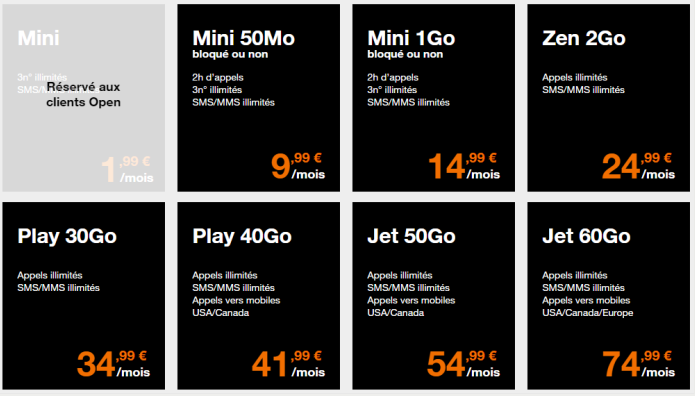 Mini
3n° illimités
SMS/MMS illimités
Réservé aux
clients Open
1,99 €
/mois
Mini 50Mo
bloqué ou non
2h d'appels
3n° illimités
SMS/MMS illimités
9,99 €
/mois
Mini 1Go
bloqué ou non
2h d'appels
3n° illimités
SMS/MMS illimités
14,99 €
/mois
Zen 2Go
Appels illimités
SMS/MMS illimités
24,99 €
/mois
Play 30Go
Appels illimités
SMS/MMS illimités
34,99 €
/mois
Play 40Go
Appels illimités
SMS/MMS illimités
Appels vers mobiles
USA/Canada
41,99 €
/mois
Jet 50Go
Appels illimités
SMS/MMS illimités
Appels vers mobiles
USA/Canada
54,99 €
/mois
Jet 60Go
Appels illimités
SMS/MMS illimités
Appels vers mobiles
USA/Canada/Europe
74,99 €
/mois